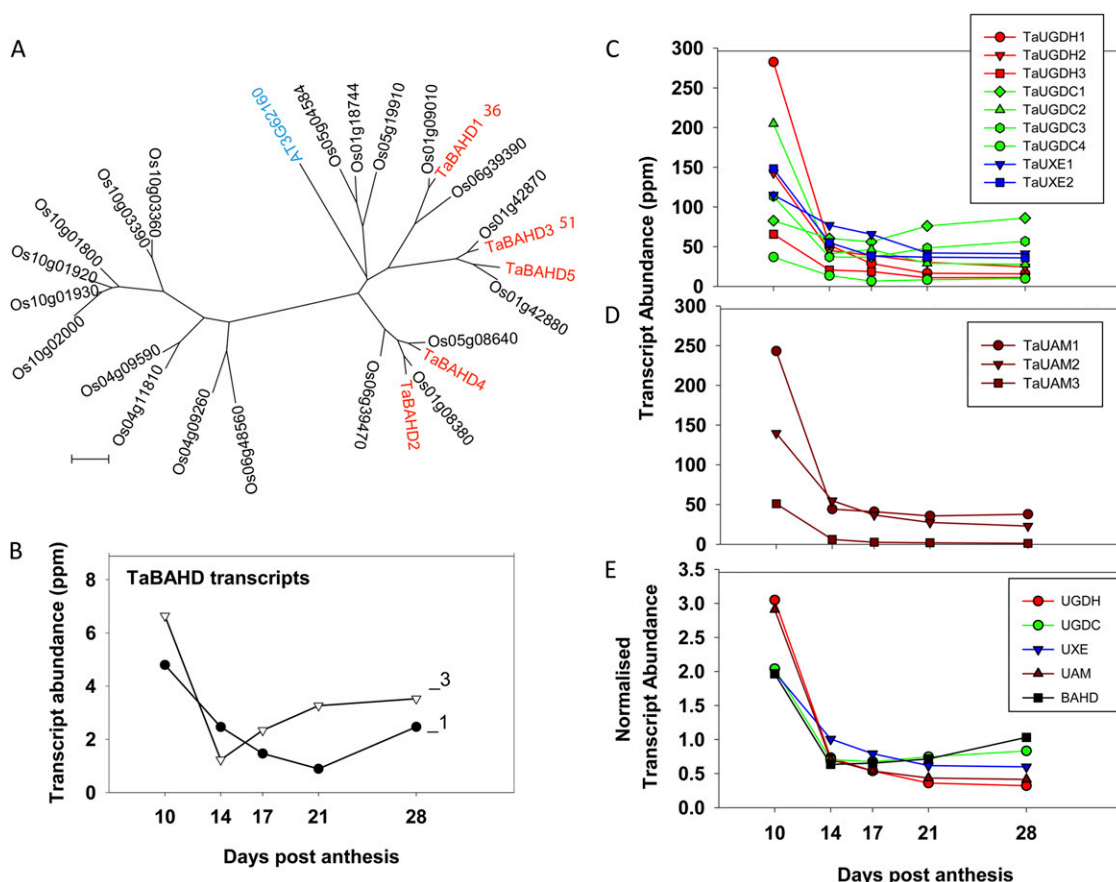 A
AT3G62160
Os05g04584
Os01g18744
Os05g19910
Os01g09010
TaBAHD1 36
Os06g39390
Os01g42870
TaBAHD3 51
TaBAHD5
Os01g42880
Os05g08640
TaBAHD4
Os01g08380
TaBAHD2
Os06g39470
Os06g48560
Os04g09260
Os04g11810
Os04g09590
Os10g02000
Os10g01930
Os10g01920
Os10g01800
Os10g03390
Os10g03360
B
TaBAHD transcripts
Transcript abundance (ppm)
8
6
4
2
0
_3
_1
10 14 17 21 28
Days post anthesis
C
TaUGDH1
TaUGDH2
TaUGDH3
TaUGDC1
TaUGDC2
TaUGDC3
TaUGDC4
TaUXE1
TaUXE2
300
250
200
150
100
50
0
Transcript Abundance (ppm)
D
TaUAM1
TaUAM2
TaUAM3
300
250
200
150
100
50
0
E
UGDH
UGDC
UXE
UAM
BAHD
3.5
3.0
2.5
2.0
1.5
1.0
0.5
0.0
Normalised
Transcript Abundance
10 14 17 21 28
Days post anthesis